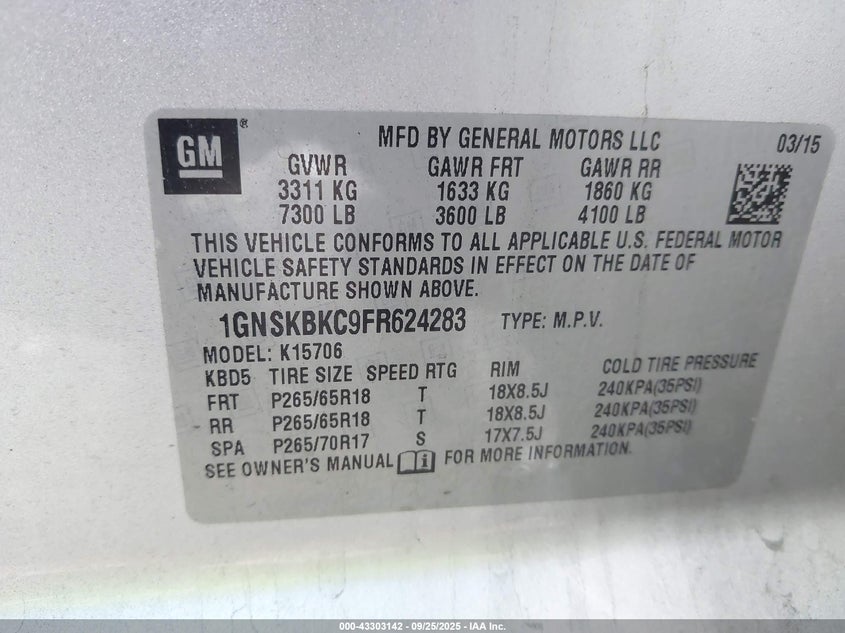 GM® MFD BY GENERAL MOTORS LLC 03/15
GVWR GAWR FRT GAWR RR
3311 KG 1633 KG 1860 KG
7300 LB 3600 LB 4100 LB
THIS VEHICLE CONFORMS TO ALL APPLICABLE U.S. FEDERAL MOTOR
VEHICLE SAFETY STANDARDS IN EFFECT ON THE DATE OF
MANUFACTURE SHOWN ABOVE.
1GNSKBKC9FR624283 TYPE: M.P.V.
MODEL: K15706
KBD5 TIRE SIZE SPEED RTG RIM COLD TIRE PRESSURE
FRT P265/65R18 T 18X8.5J 240KPA(35PSI)
RR P265/65R18 T 18X8.5J 240KPA(35PSI)
SPA P265/70R17 S 17X7.5J 240KPA(35PSI)
SEE OWNER'S MANUAL FOR MORE INFORMATION.
000-43303142 - 09/25/2025 - IAA Inc.